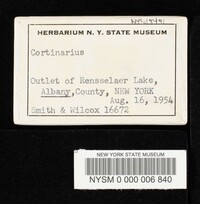 HERBARIUM N. Y. STATE MUSEUM
Cortinarius
Outlet of Rensselaer Lake,
Albany,County, NEW YORK
Aug. 16, 1954
Smith & Wilcox 16672
NEW YORK STATE MUSEUM
NYSM 0 000 006 840